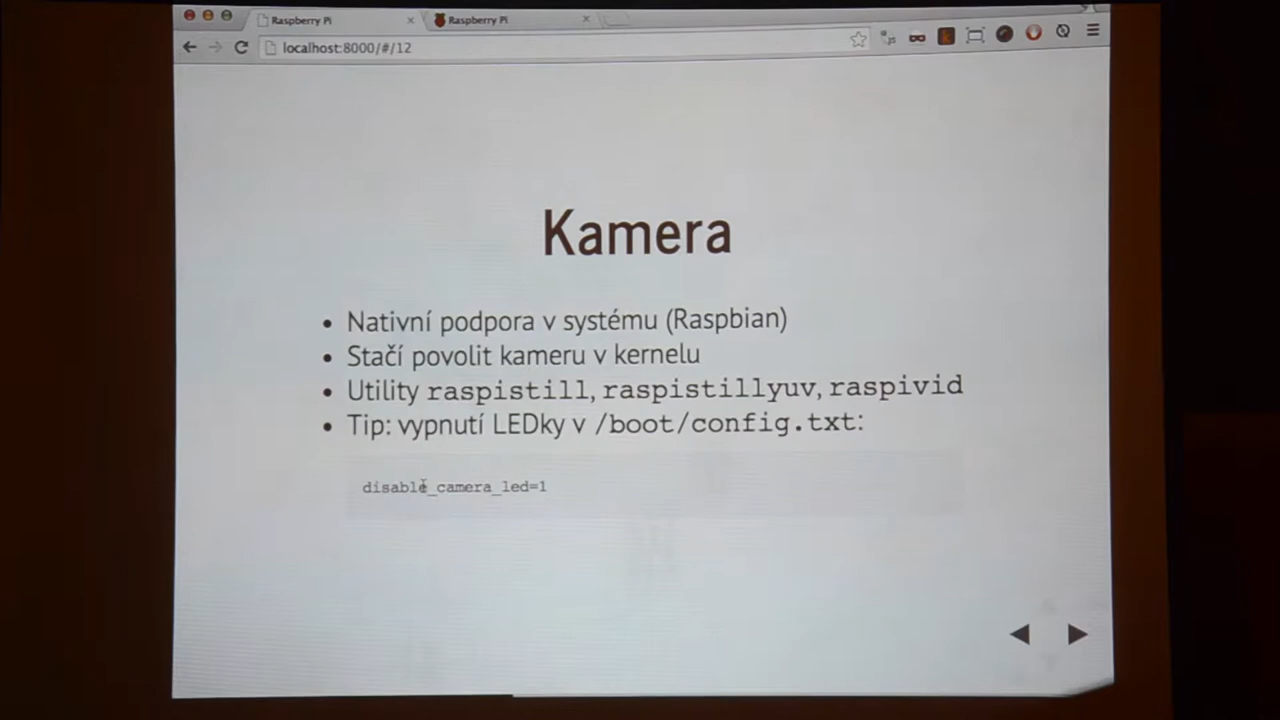 Raspberry Pi
Raspberry Pi
localhost:8000/#/12
Kamera
Nativní podpora v systému (Raspbian)
Stačí povolit kameru v kernelu
Utility raspistill, raspistillyuv, raspivid
Tip: vypnutí LEDky v /boot/config.txt:
disable_camera_led=1